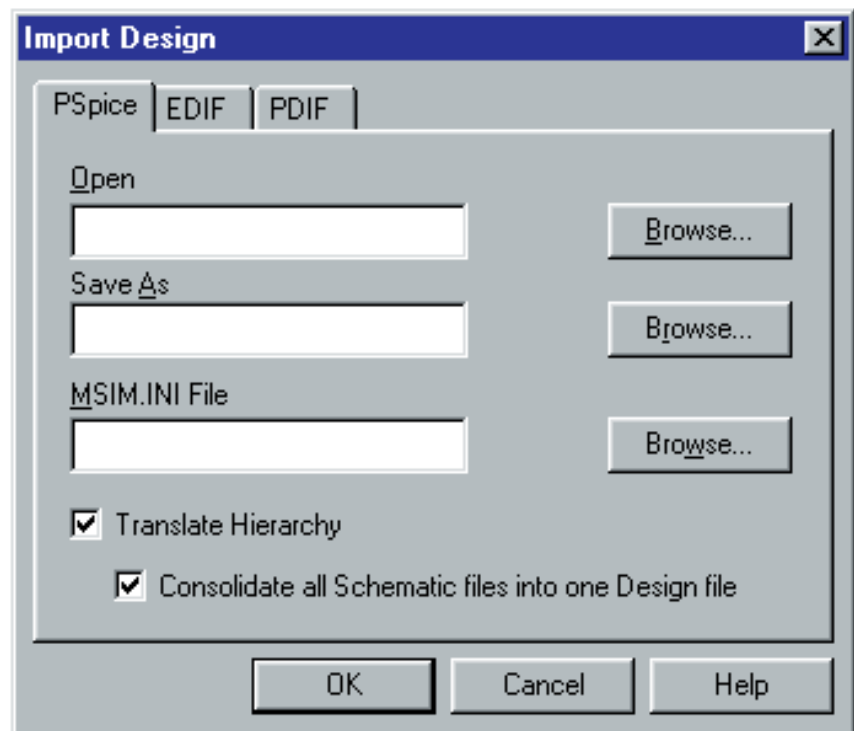 Import Design
PSpice EDIF PDIF
Open
Browse...
Save As
Browse...
MSIM.INI File
Browse...
Translate Hierarchy
Consolidate all Schematic files into one Design file
OK Cancel Help